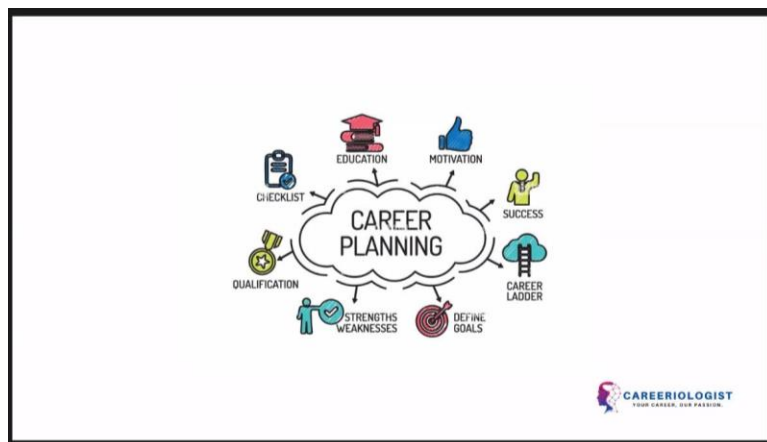 EDUCATION
MOTIVATION
CHECKLIST
SUCCESS
CAREER
PLANNING
QUALIFICATION
CAREER
LADDER
STRENGTHS
WEAKNESSES
DEFINE
GOALS
CAREERIOLOGIST
YOUR CAREER, OUR PASSION.